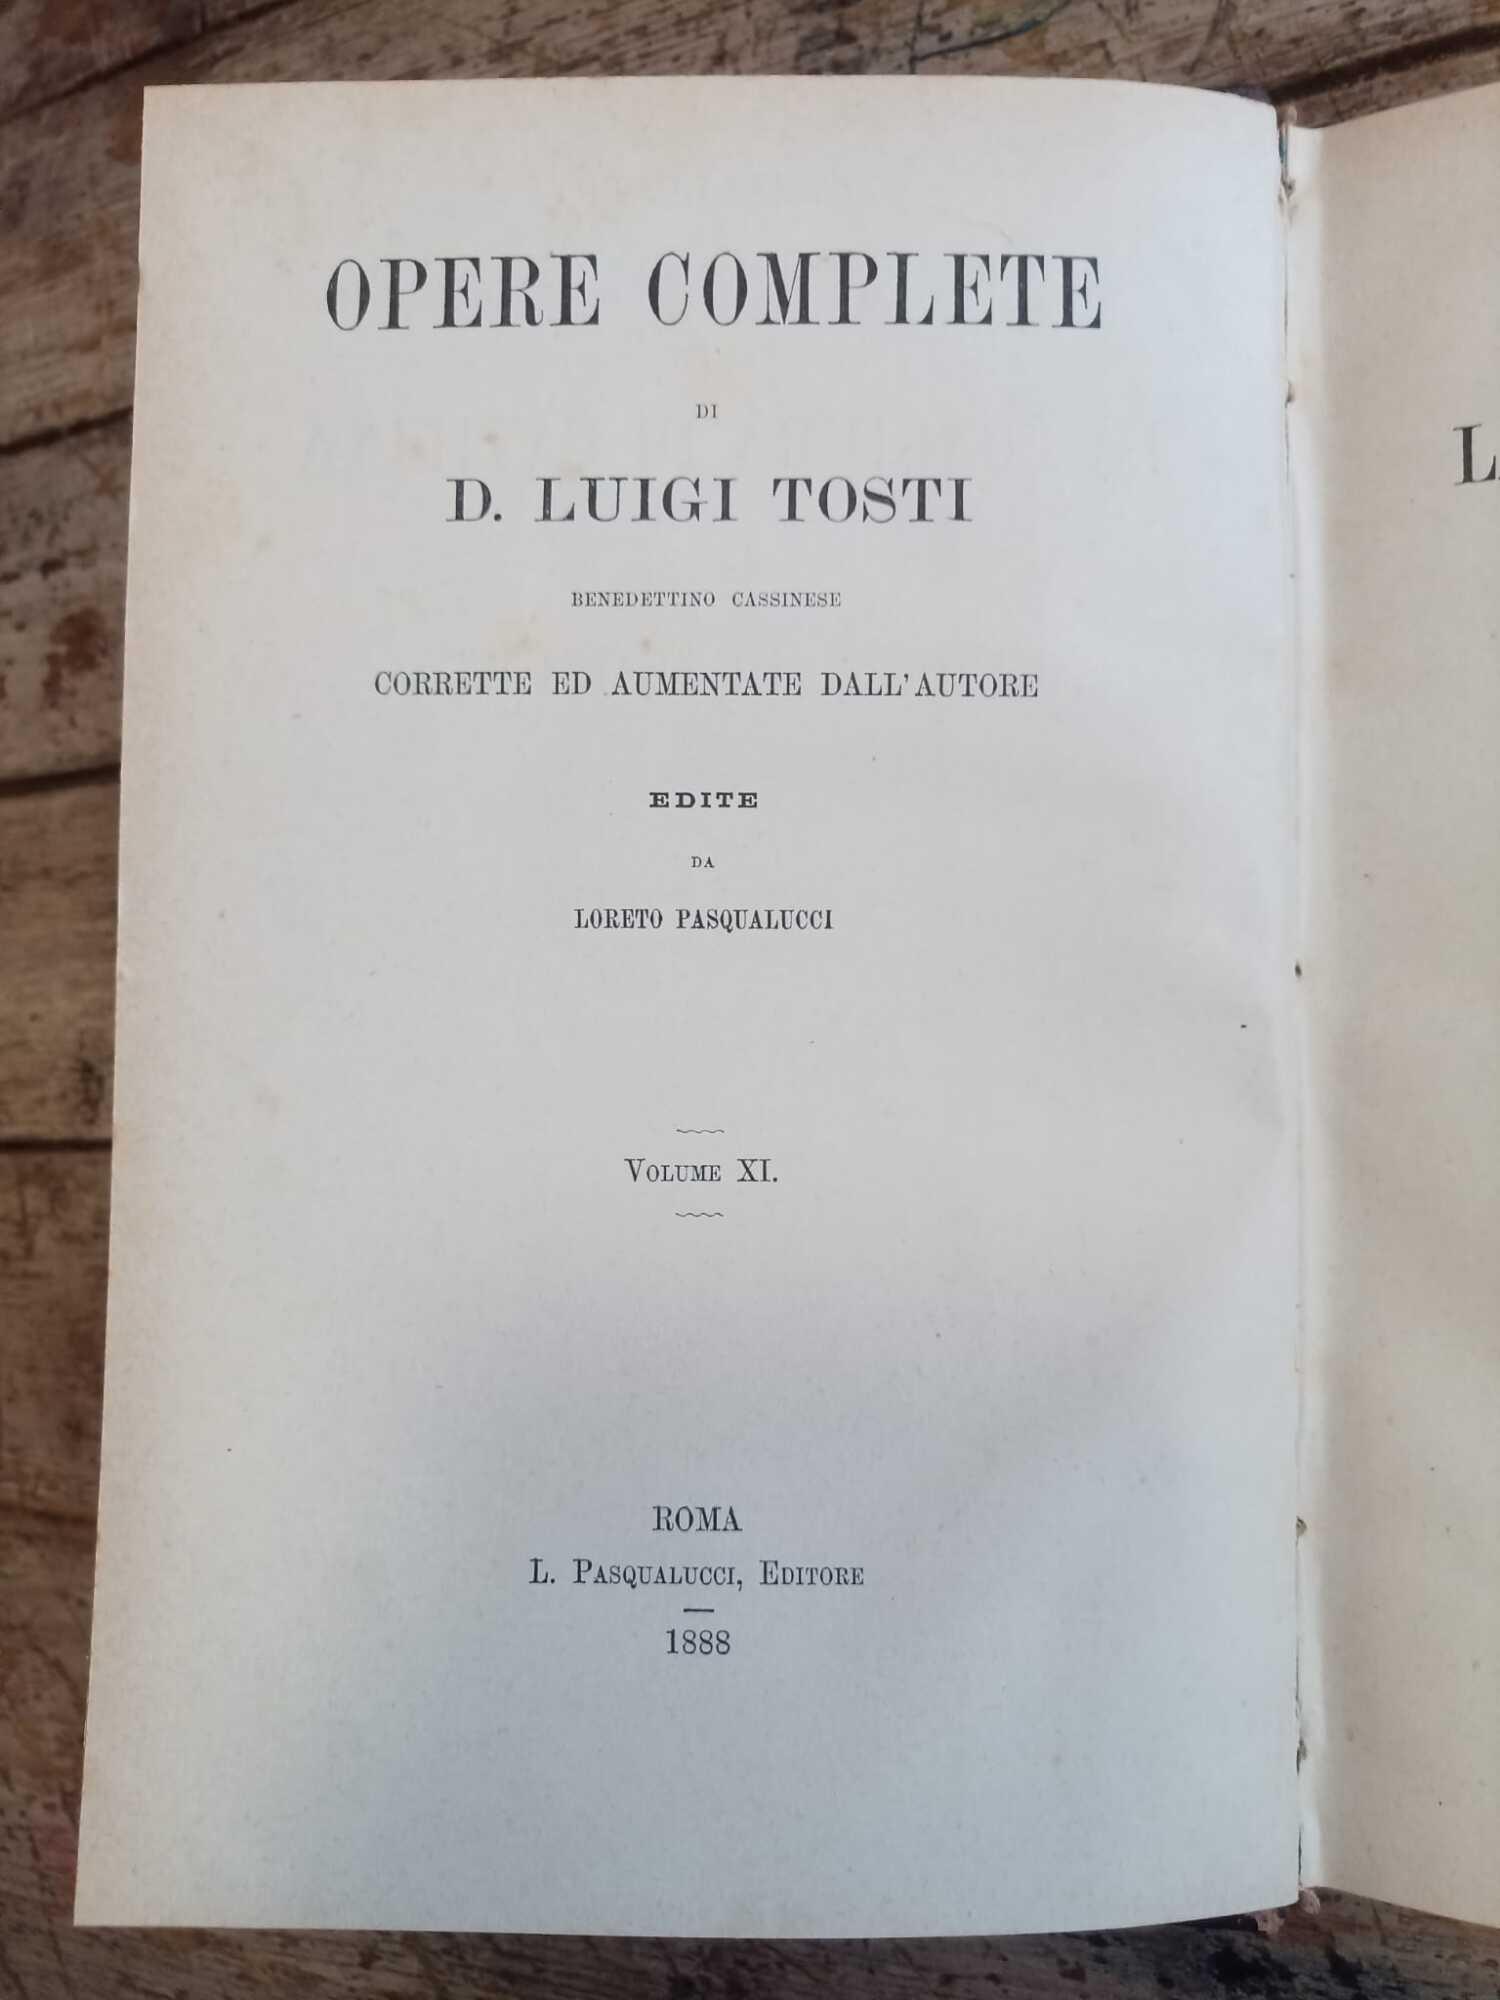 OPERE COMPLETE
DI
D. LUIGI TOSTI
BENEDETTINO CASSINESE
CORRETTE ED AUMENTATE DALL'AUTORE
EDITE
DA
LORETO PASQUALUCCI
VOLUME XI.
ROMA
L. PASQUALUCCI, EDITORE
1888